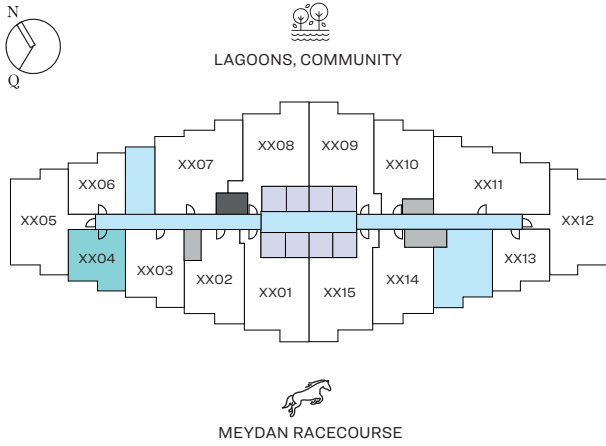 N
Q
LAGOONS, COMMUNITY
XX08 XX09
XX07 XX10
XX06 XX11
XX05 XX12
XX04 XX03 XX02 XX01 XX15 XX14 XX13
MEYDAN RACECOURSE